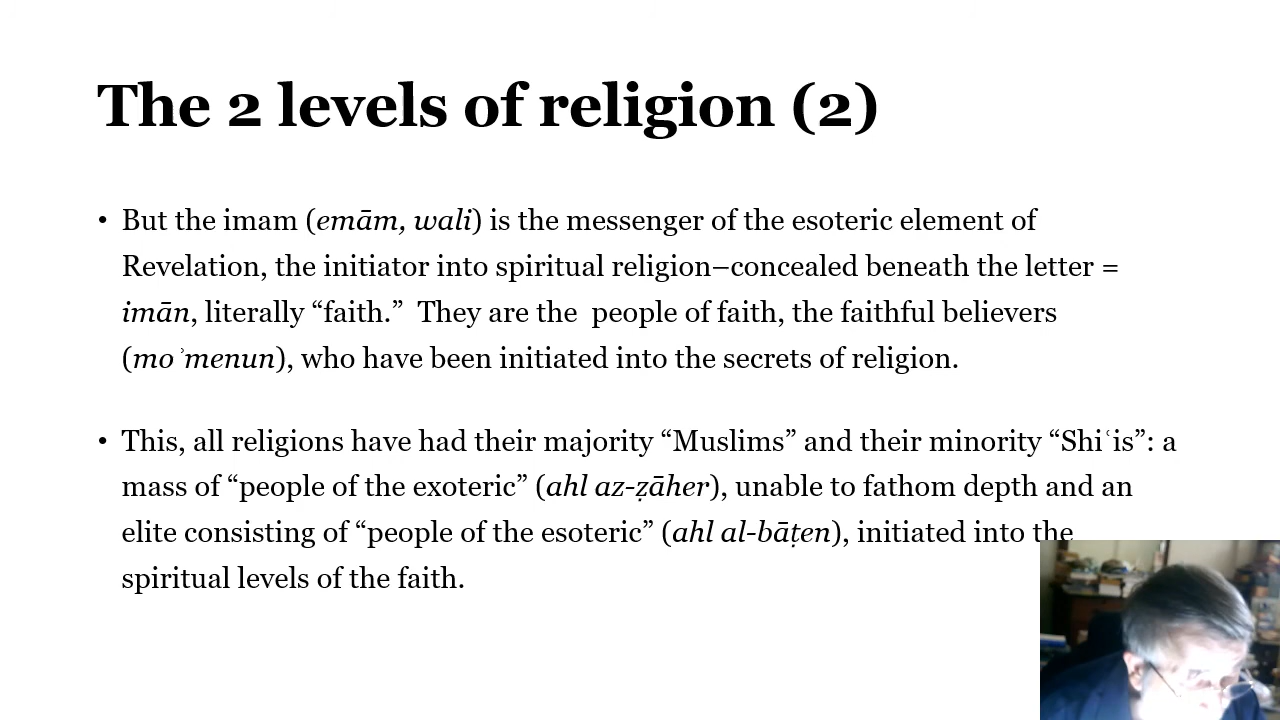 The 2 levels of religion (2)
• But the imam (emām, wali) is the messenger of the esoteric element of
Revelation, the initiator into spiritual religion–concealed beneath the letter =
imān, literally “faith.”  They are the  people of faith, the faithful believers
(moʾmenun), who have been initiated into the secrets of religion.
• This, all religions have had their majority “Muslims” and their minority “Shiʿis”: a
mass of “people of the exoteric” (ahl az-ẓāher), unable to fathom depth and an
elite consisting of “people of the esoteric” (ahl al-bāṭen), initiated into the
spiritual levels of the faith.